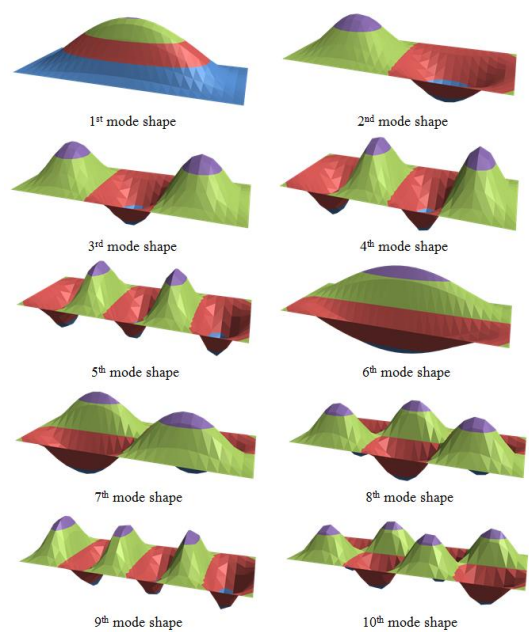 1st mode shape
2nd mode shape
3rd mode shape
4th mode shape
5th mode shape
6th mode shape
7th mode shape
8th mode shape
9th mode shape
10th mode shape